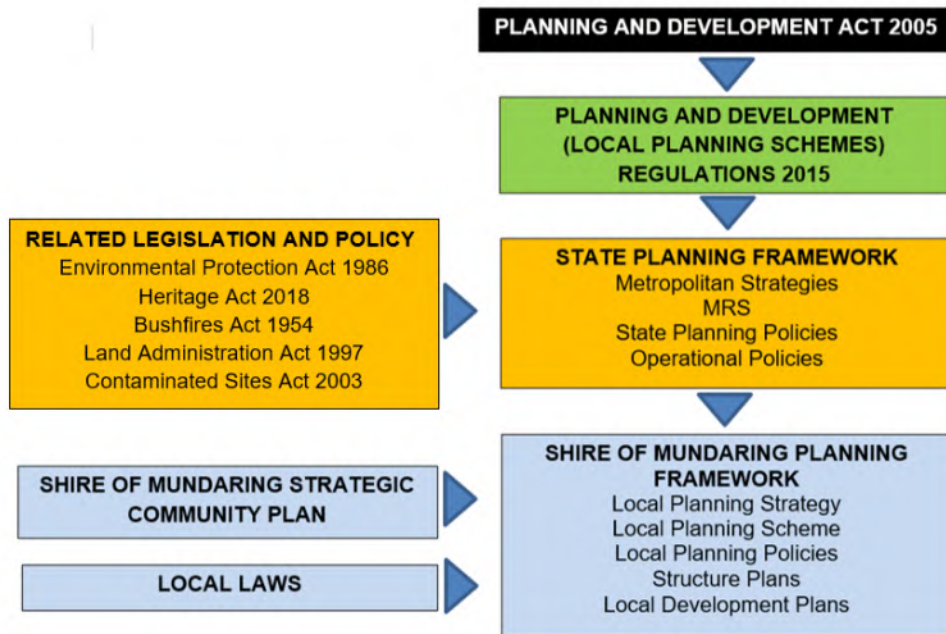 PLANNING AND DEVELOPMENT ACT 2005
PLANNING AND DEVELOPMENT
(LOCAL PLANNING SCHEMES)
REGULATIONS 2015
RELATED LEGISLATION AND POLICY
Environmental Protection Act 1986
Heritage Act 2018
Bushfires Act 1954
Land Administration Act 1997
Contaminated Sites Act 2003
STATE PLANNING FRAMEWORK
Metropolitan Strategies
MRS
State Planning Policies
Operational Policies
SHIRE OF MUNDARING STRATEGIC
COMMUNITY PLAN
LOCAL LAWS
SHIRE OF MUNDARING PLANNING
FRAMEWORK
Local Planning Strategy
Local Planning Scheme
Local Planning Policies
Structure Plans
Local Development Plans